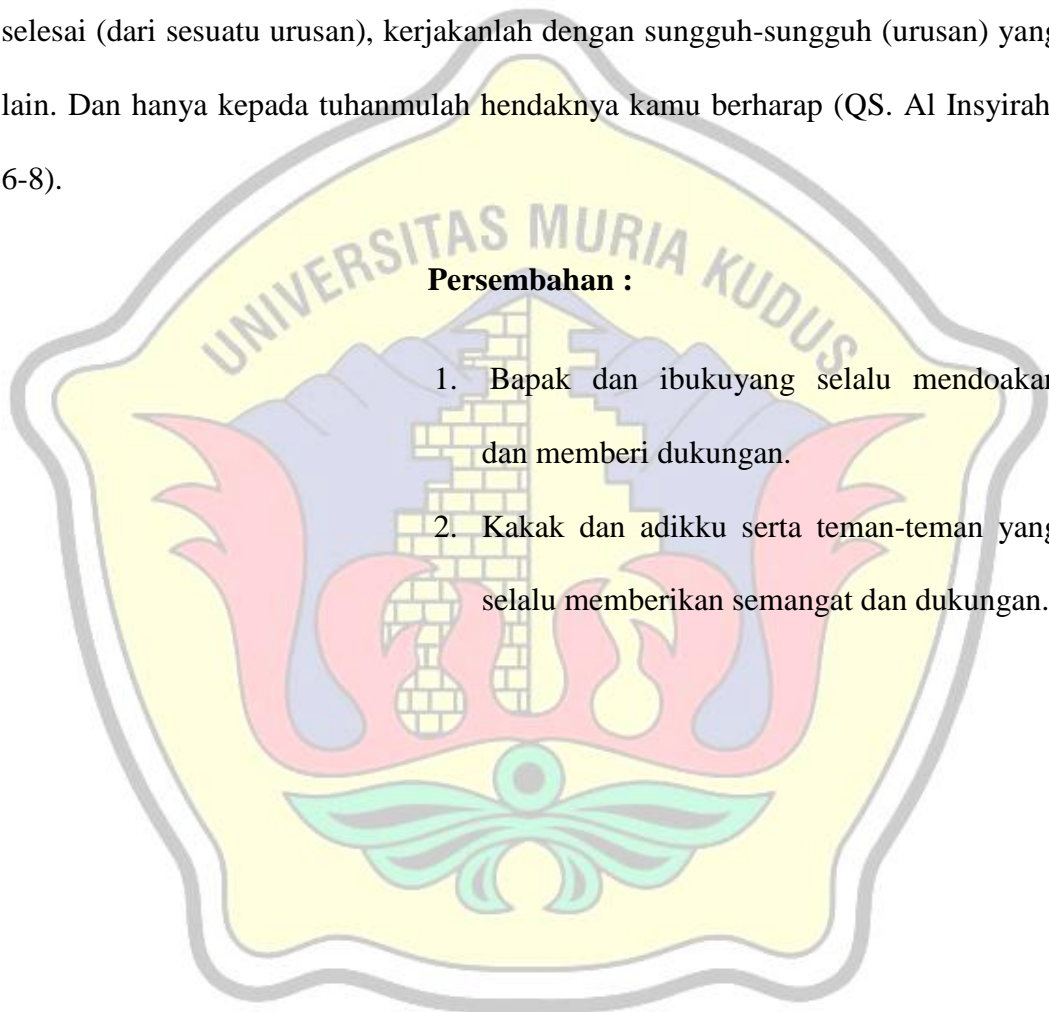 selesai (dari sesuatu urusan), kerjakanlah dengan sungguh-sungguh (urusan) yang
lain. Dan hanya kepada tuhanmulah hendaknya kamu berharap (QS. Al Insyirah
6-8).
UNIVERSITAS MURIA KUDUS
Persembahan :
1. Bapak dan ibukuyang selalu mendoakan
dan memberi dukungan.
2. Kakak dan adikku serta teman-teman yang
selalu memberikan semangat dan dukungan.